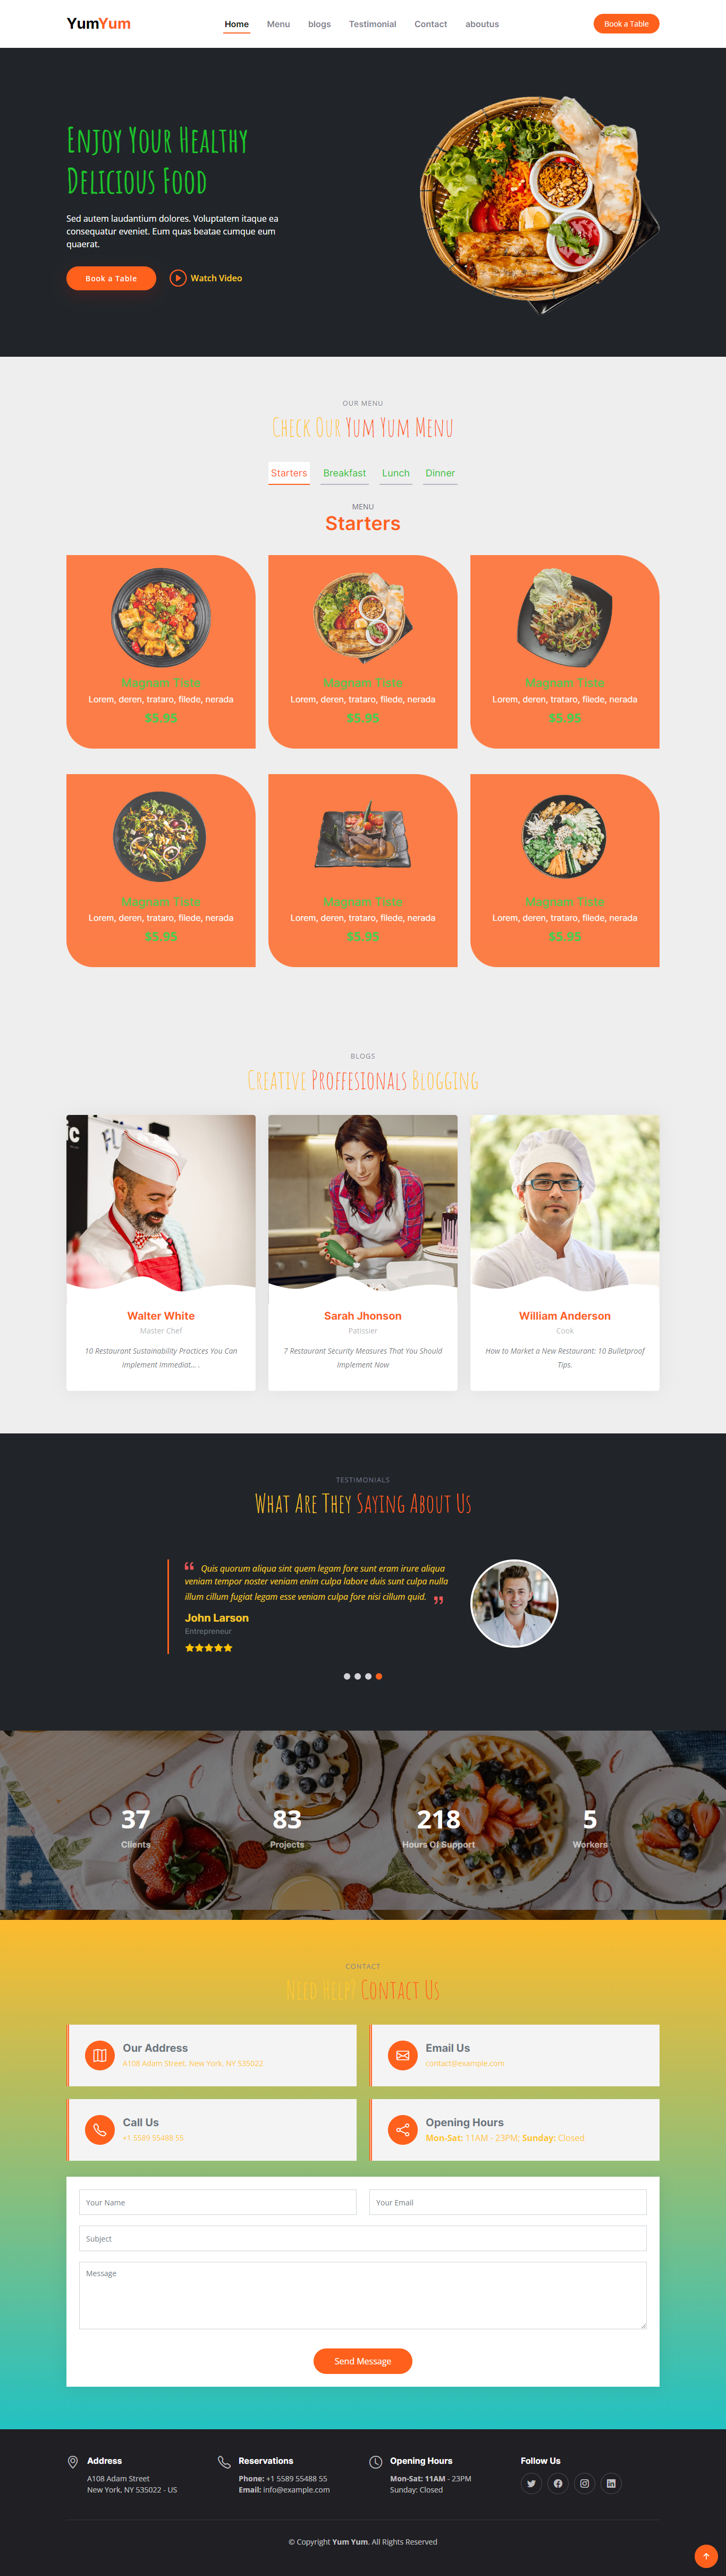 YumYum
Home Menu blogs Testimonial Contact aboutus
Book a Table
Enjoy Your Healthy
Delicious Food
Sed autem laudantium dolores. Voluptatem itaque ea
consequatur eveniet. Eum quas beatae cumque eum
quaerat.
Book a Table
Watch Video
OUR MENU
Check Our Yum Yum Menu
Starters Breakfast Lunch Dinner
MENU
Starters
Magnam Tiste
Lorem, deren, trataro, filede, nerada
$5.95
Magnam Tiste
Lorem, deren, trataro, filede, nerada
$5.95
Magnam Tiste
Lorem, deren, trataro, filede, nerada
$5.95
Magnam Tiste
Lorem, deren, trataro, filede, nerada
$5.95
Magnam Tiste
Lorem, deren, trataro, filede, nerada
$5.95
Magnam Tiste
Lorem, deren, trataro, filede, nerada
$5.95
BLOGS
Creative Proffesionals Blogging
Walter White
Master Chef
10 Restaurant Sustainability Practices You Can
Implement Immediat... .
Sarah Jhonson
Patissier
7 Restaurant Security Measures That You Should
Implement Now
William Anderson
Cook
How to Market a New Restaurant: 10 Bulletproof
Tips.
TESTIMONIALS
What Are They Saying About Us
Quis quorum aliqua sint quem legam fore sunt eram irure aliqua
veniam tempor noster veniam enim culpa labore duis sunt culpa nulla
illum cillum fugiat legam esse veniam culpa fore nisi cillum quid.
John Larson
Entrepreneur
37
Clients
83
Projects
218
Hours Of Support
5
Workers
CONTACT
Need Help? Contact Us
Our Address
A108 Adam Street, New York, NY 535022
Email Us
contact@example.com
Call Us
+1 5589 55488 55
Opening Hours
Mon-Sat: 11AM - 23PM; Sunday: Closed
Your Name
Your Email
Subject
Message
Send Message
Address
A108 Adam Street
New York, NY 535022 - US
Reservations
Phone: +1 5589 55488 55
Email: info@example.com
Opening Hours
Mon-Sat: 11AM - 23PM
Sunday: Closed
Follow Us
© Copyright Yum Yum. All Rights Reserved